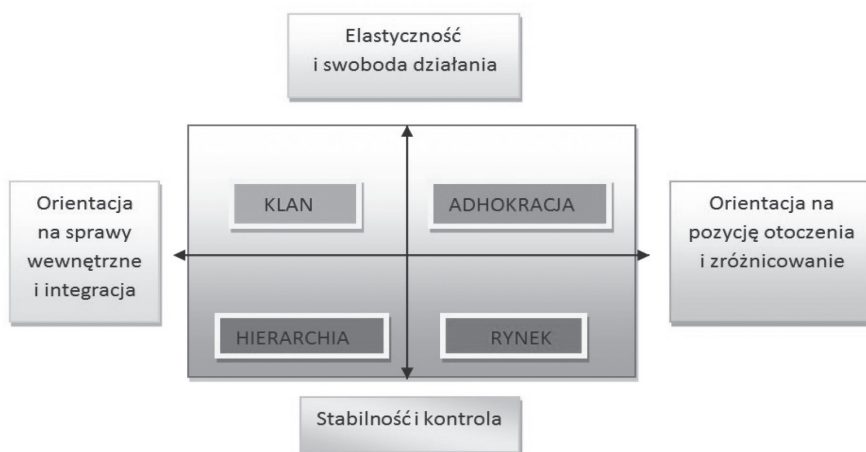 Elastyczność
i swoboda działania
Orientacja
na sprawy
wewnętrzne
i integracja
KLAN
ADHOKRACJA
Orientacja na
pozycję otoczenia
i zróżnicowanie
HIERARCHIA
RYNEK
Stabilność i kontrola